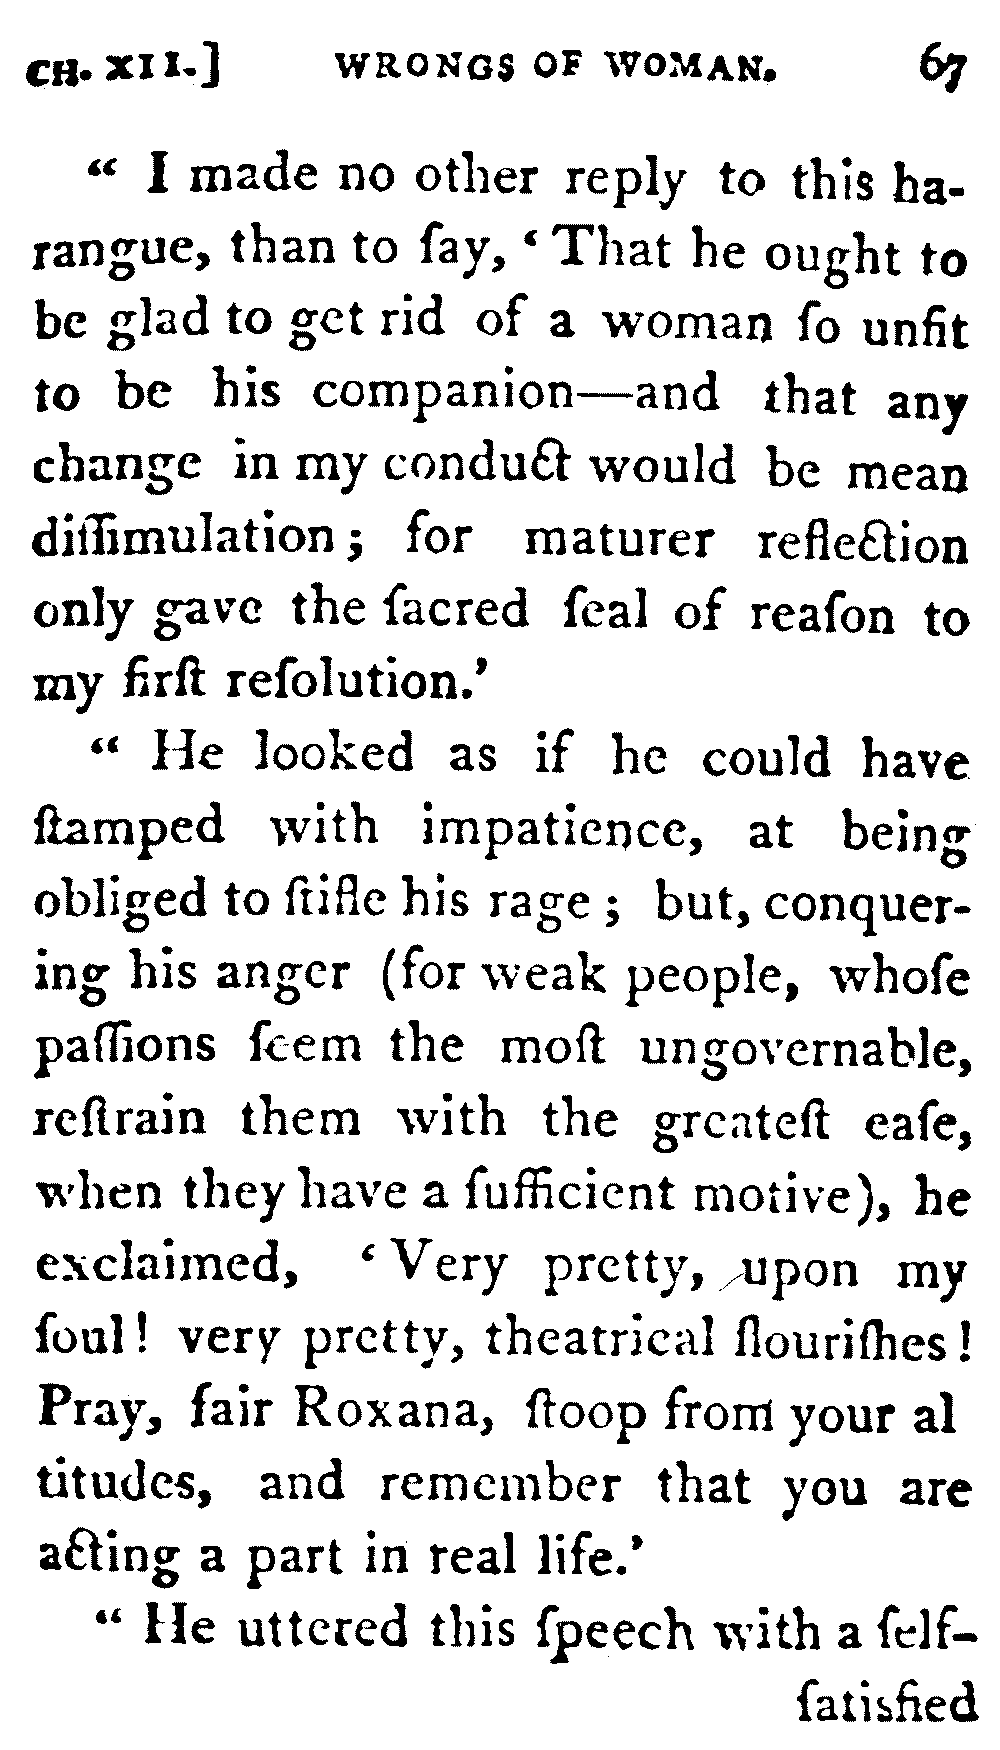 CH. XII.] WRONGS OF WOMAN. 67
“ I made no other reply to this ha-
rangue, than to ſay, ‘ That he ought to
be glad to get rid of a woman ſo unfit
to be his companion—and that any
change in my conduct would be mean
diſſimulation; for maturer reflection
only gave the ſacred ſeal of reaſon to
my firſt reſolution.’
“ He looked as if he could have
ſtamped with impatience, at being
obliged to ſtifle his rage; but, conquer-
ing his anger (for weak people, whoſe
paſſions ſeem the moſt ungovernable,
reſtrain them with the greateſt eaſe,
when they have a ſufficient motive), he
exclaimed, ‘ Very pretty, upon my
ſoul! very pretty, theatrical flouriſhes!
Pray, fair Roxana, ſtoop from your al
titudes, and remember that you are
acting a part in real life.’
“ He uttered this ſpeech with a ſelf-
ſatisfied